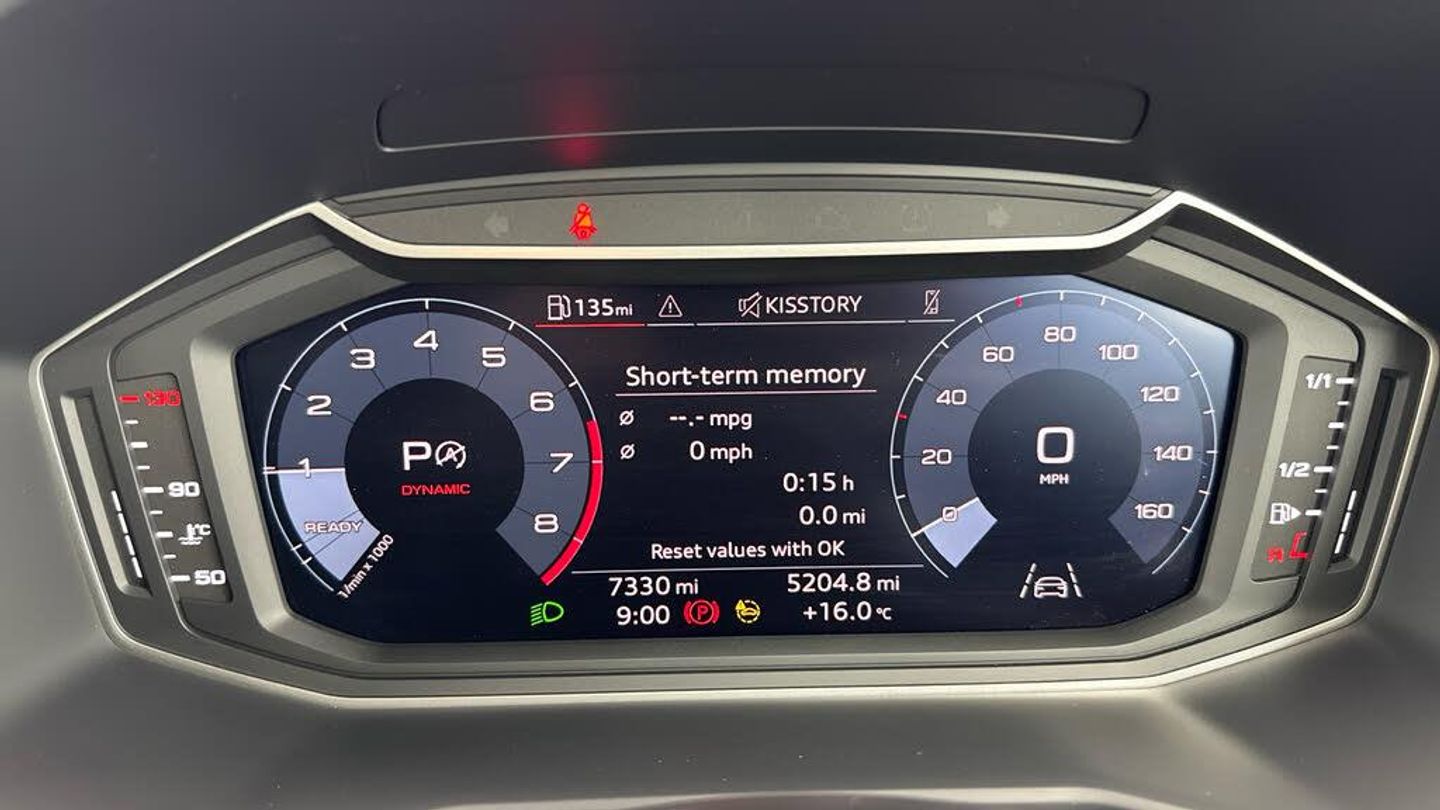 135mi
KISSTORY
1
2
3
4
5
6
7
8
READY
1/min x 1000
P
A
DYNAMIC
Short-term memory
Ø --.- mpg
Ø 0 mph
0:15 h
0.0 mi
Reset values with OK
7330 mi 5204.8 mi
9:00 P +16.0 °C
0
20
40
60
80
100
120
140
160
0
MPH
130
90
°C
50
1/1
1/2